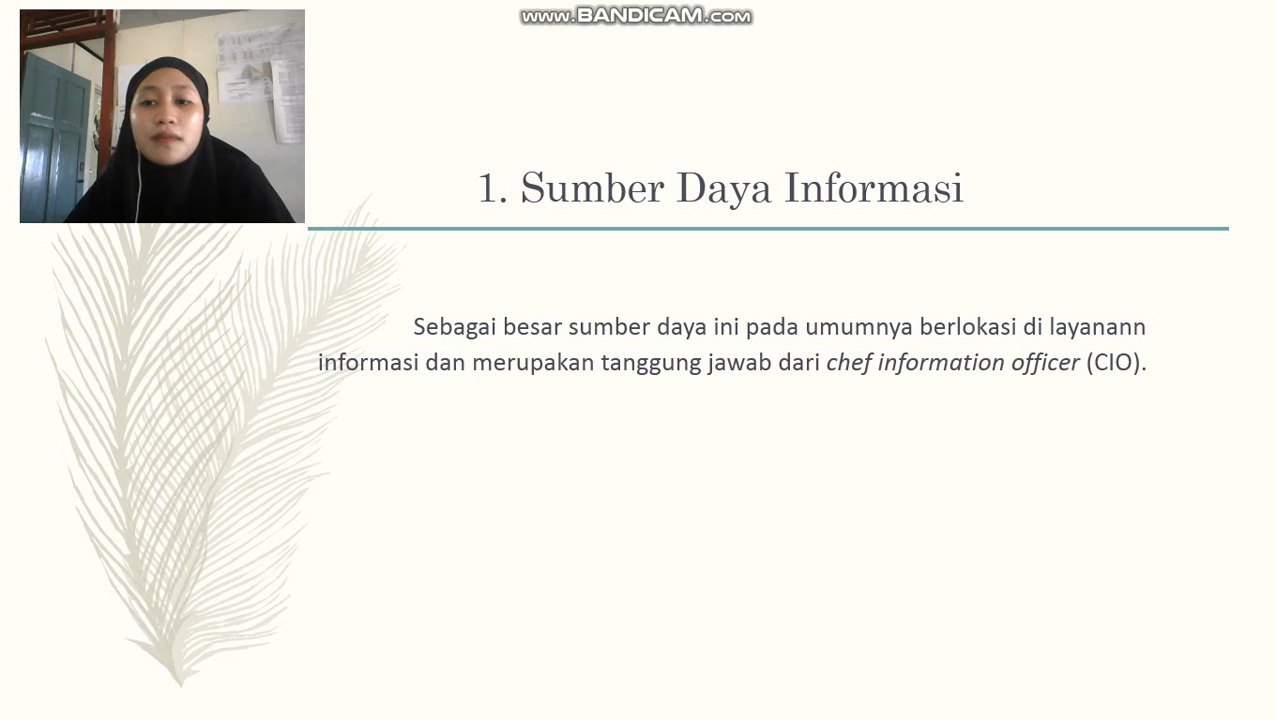 www.BANDICAM.com
1. Sumber Daya Informasi
Sebagai besar sumber daya ini pada umumnya berlokasi di layanann
informasi dan merupakan tanggung jawab dari chef information officer (CIO).